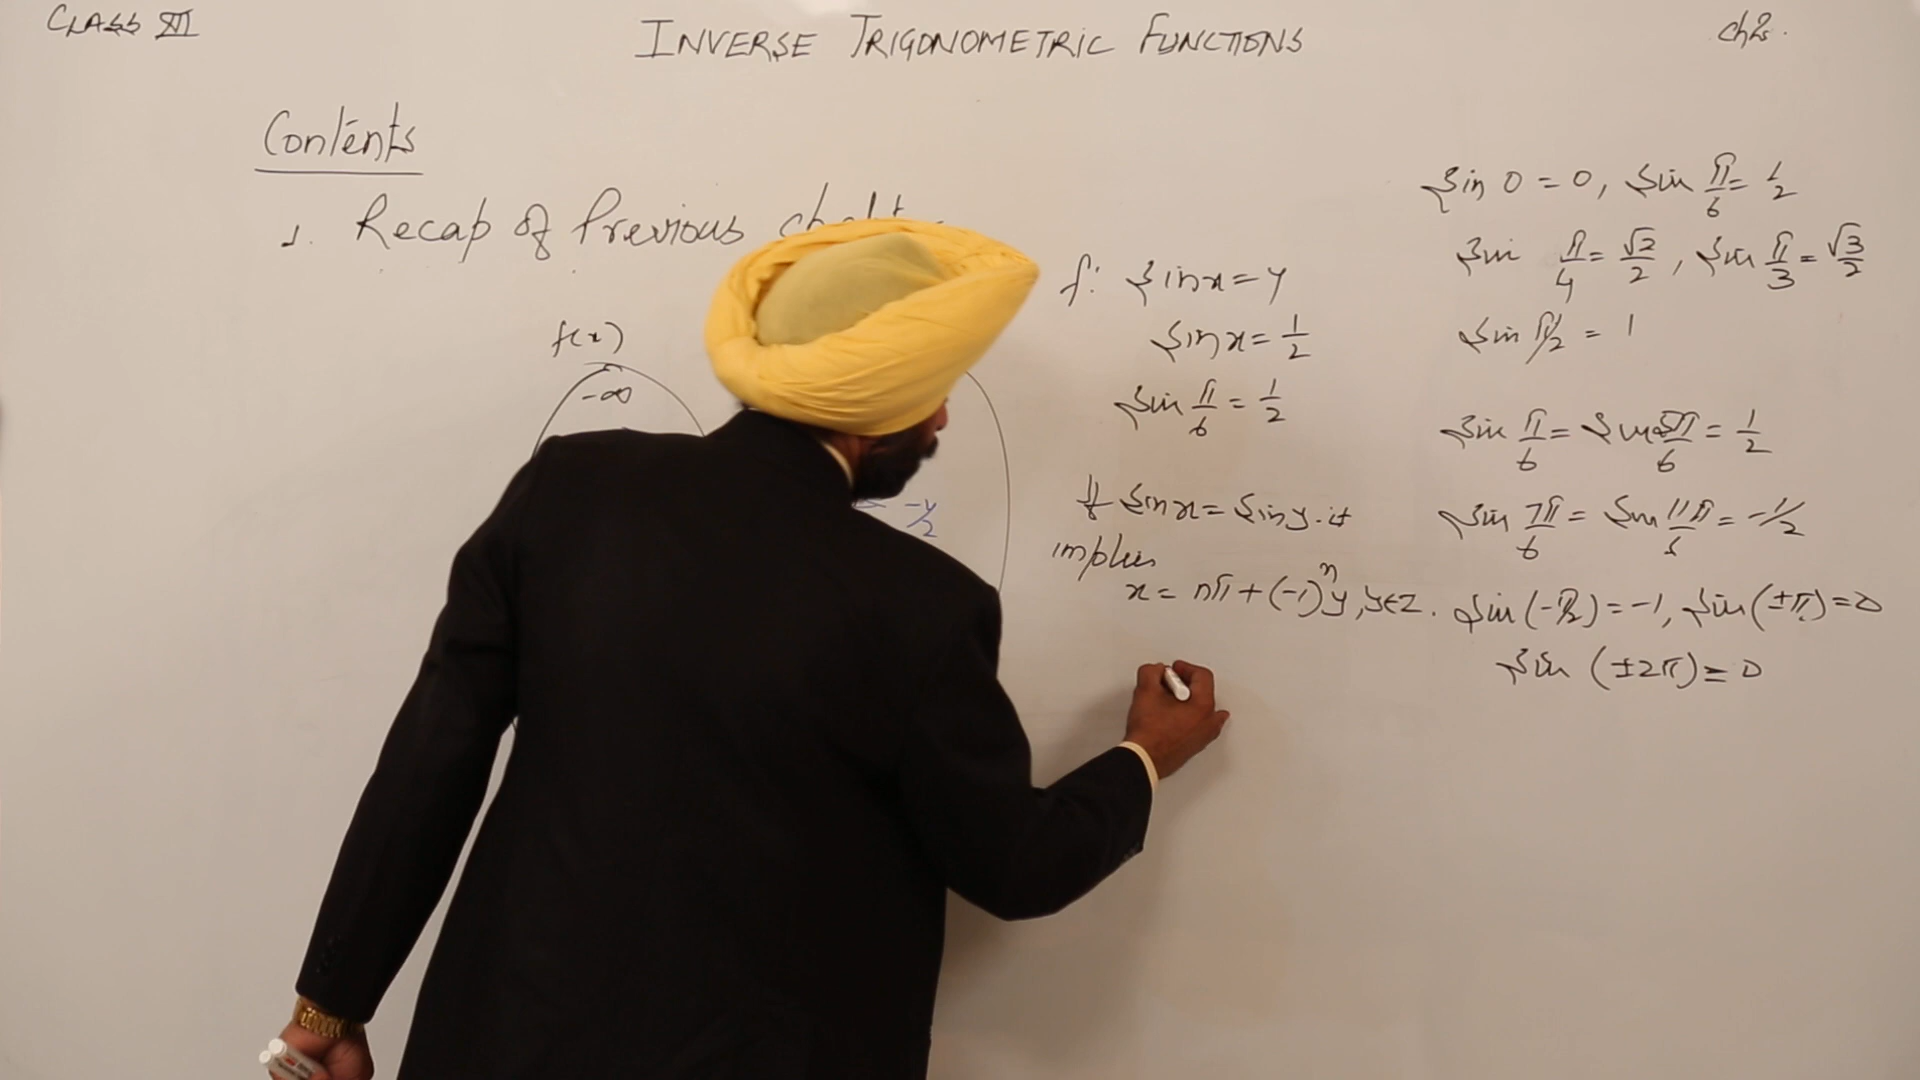 CLASS XII
INVERSE TRIGONOMETRIC FUNCTIONS
Ch 2.
Contents
1. Recap of Previous
f(x)
-∞
-y/2
f: Sin x = y
Sin x = 1/2
Sin π/6 = 1/2
If Sin x = Sin y. it
implies
x = nπ + (-1)^n y, y∈Z.
Sin 0 = 0, Sin π/6 = 1/2
Sin π/4 = √2/2, Sin π/3 = √3/2
Sin π/2 = 1
Sin π/6 = Sin 5π/6 = 1/2
Sin 7π/6 = Sin 11π/6 = -1/2
Sin (-π/2) = -1, Sin (±π) = 0
Sin (±2π) = 0